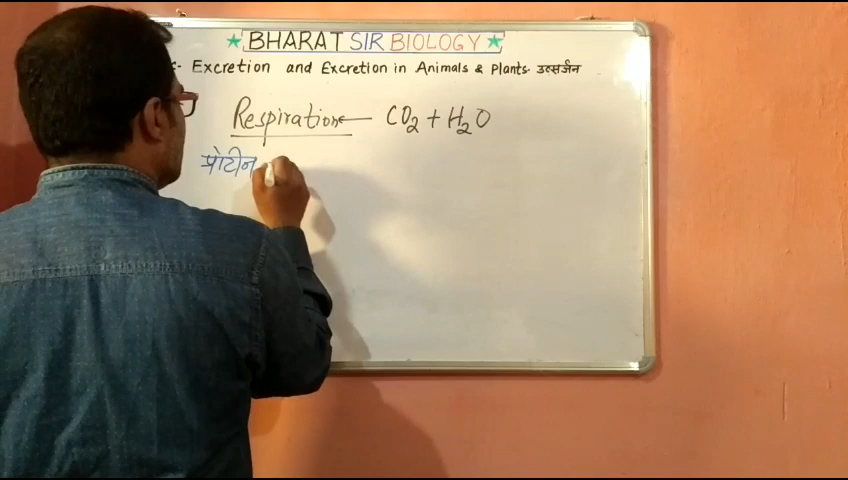 ★ BHARAT SIR BIOLOGY ★
Excretion and Excretion in Animals & Plants- उत्सर्जन
Respiration ← CO₂ + H₂O
प्रोटीन